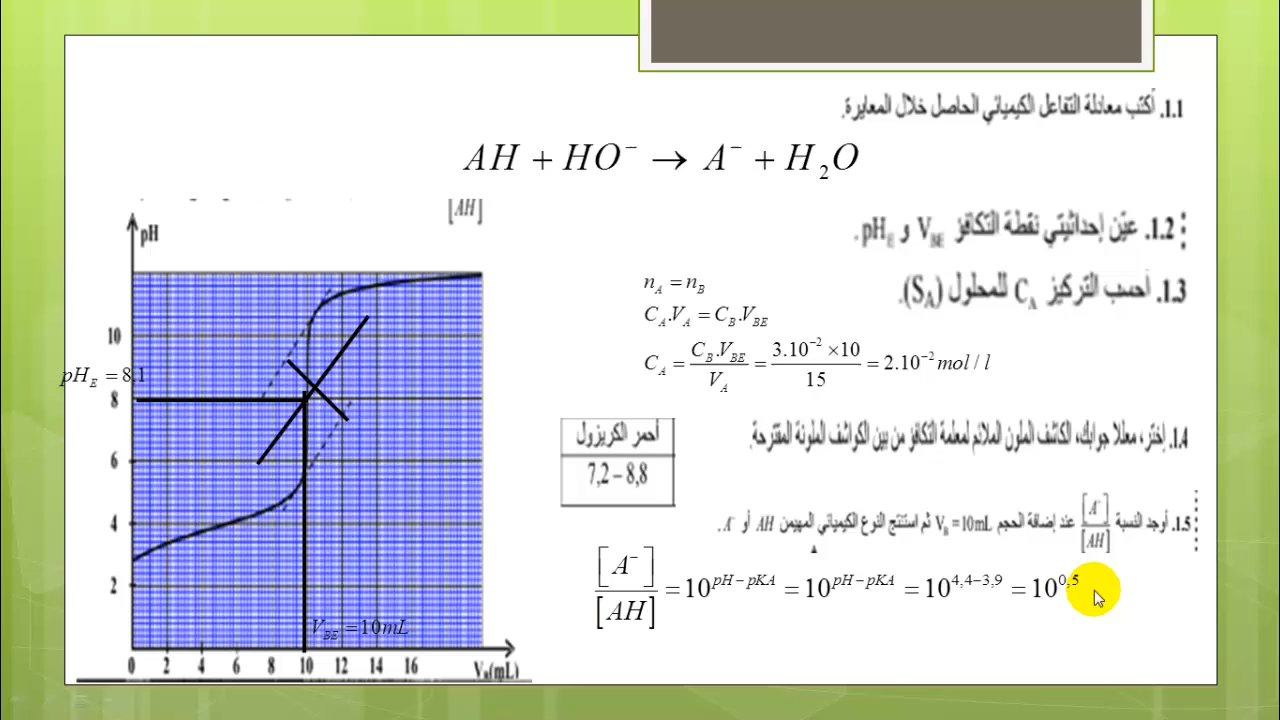 1.1. أكتب معادلة التفاعل الكيميائي الحاصل خلال المعايرة.
AH + HO⁻ → A⁻ + H₂O
[AH]
1.2. عيّن إحداثيتي نقطة التكافؤ V_BE و pH_E.
1.3. أحسب التركيز C_A للمحلول (S_A).
n_A = n_B
C_A.V_A = C_B.V_BE
C_A = C_B.V_BE / V_A = 3.10⁻² ×10 / 15 = 2.10⁻² mol / l
pH
10
pH_E = 8,1
8
6
4
2
V_BE = 10mL
0 2 4 6 8 10 12 14 16 V_B(mL)
1.4. إختر، معللا جوابك، الكاشف الملون الملائم لمعلمة التكافؤ من بين الكواشف الملونة المقترحة.
أحمر الكريزول
7,2 – 8,8
1.5. أوجد النسبة [A⁻]/[AH] عند إضافة الحجم V_B = 10mL ثم استنتج النوع الكيميائي المهيمن AH أو A⁻.
[A⁻]/[AH] = 10^(pH−pKA) = 10^(pH−pKA) = 10^(4,4−3,9) = 10^(0,5)